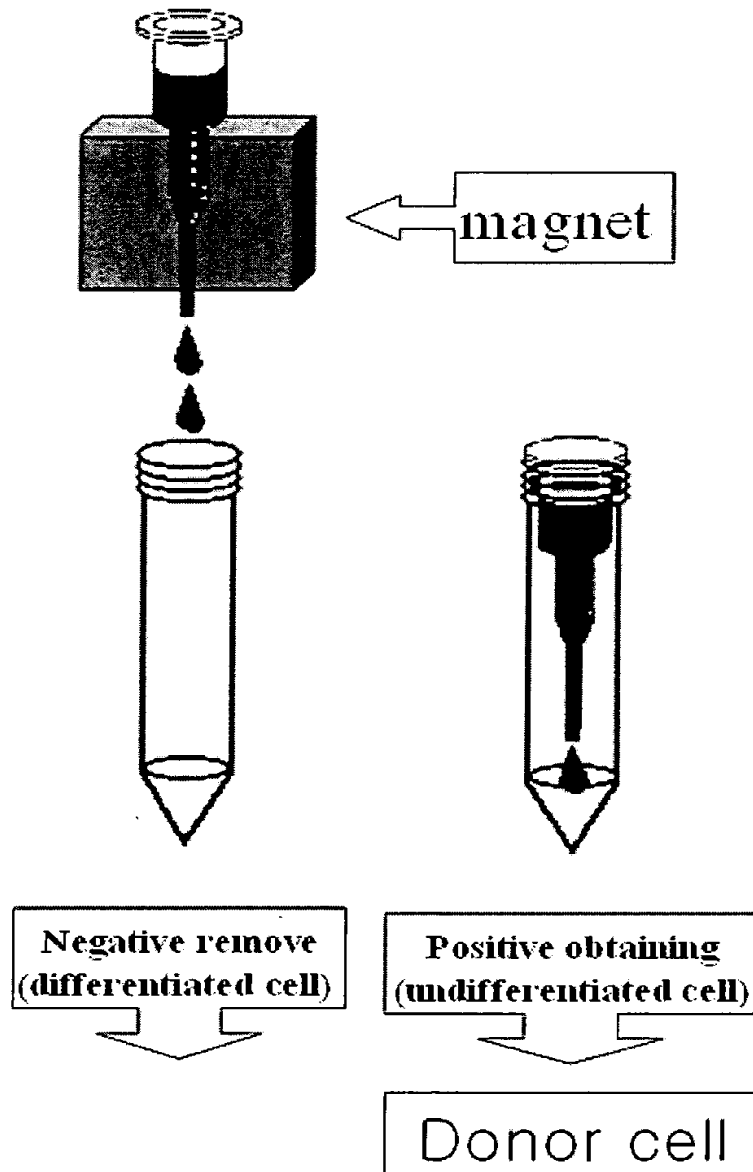 magnet
Negative remove
(differentiated cell)
Positive obtaining
(undifferentiated cell)
Donor cell